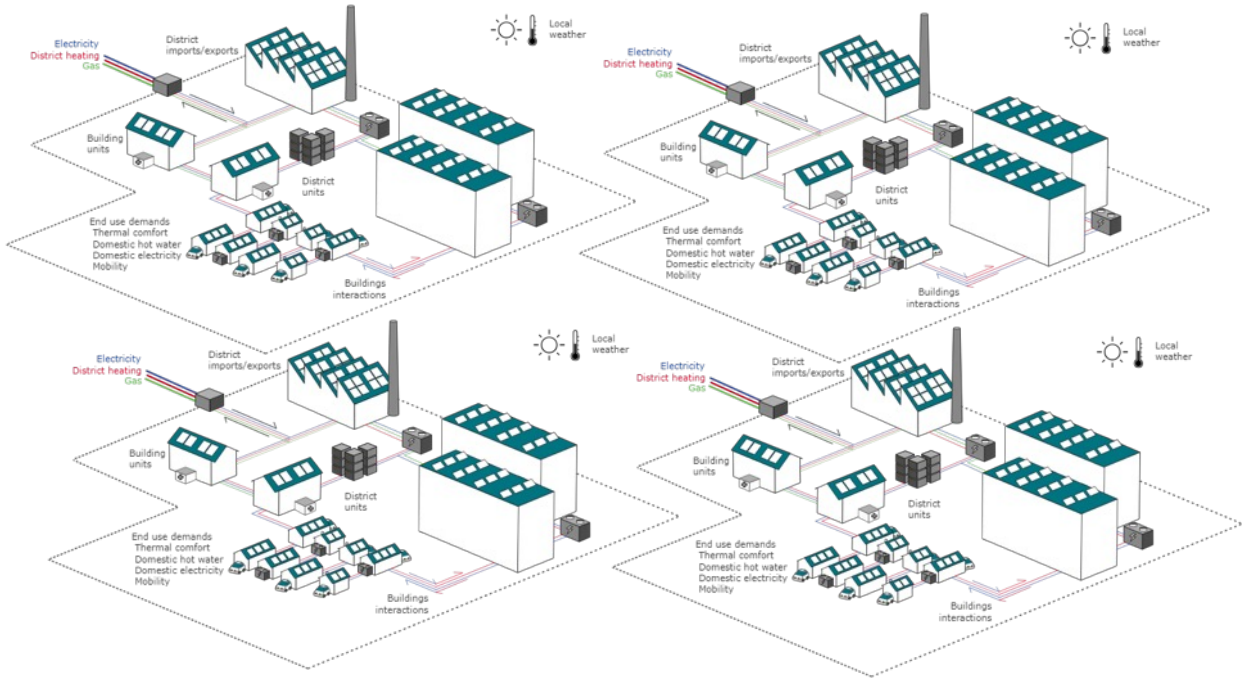 Local
weather
District
imports/exports
Electricity
District heating
Gas
Building
units
District
units
End use demands
Thermal comfort
Domestic hot water
Domestic electricity
Mobility
Buildings
interactions
Local
weather
District
imports/exports
Electricity
District heating
Gas
Building
units
District
units
End use demands
Thermal comfort
Domestic hot water
Domestic electricity
Mobility
Buildings
interactions
Local
weather
District
imports/exports
Electricity
District heating
Gas
Building
units
District
units
End use demands
Thermal comfort
Domestic hot water
Domestic electricity
Mobility
Buildings
interactions
Local
weather
District
imports/exports
Electricity
District heating
Gas
Building
units
District
units
End use demands
Thermal comfort
Domestic hot water
Domestic electricity
Mobility
Buildings
interactions